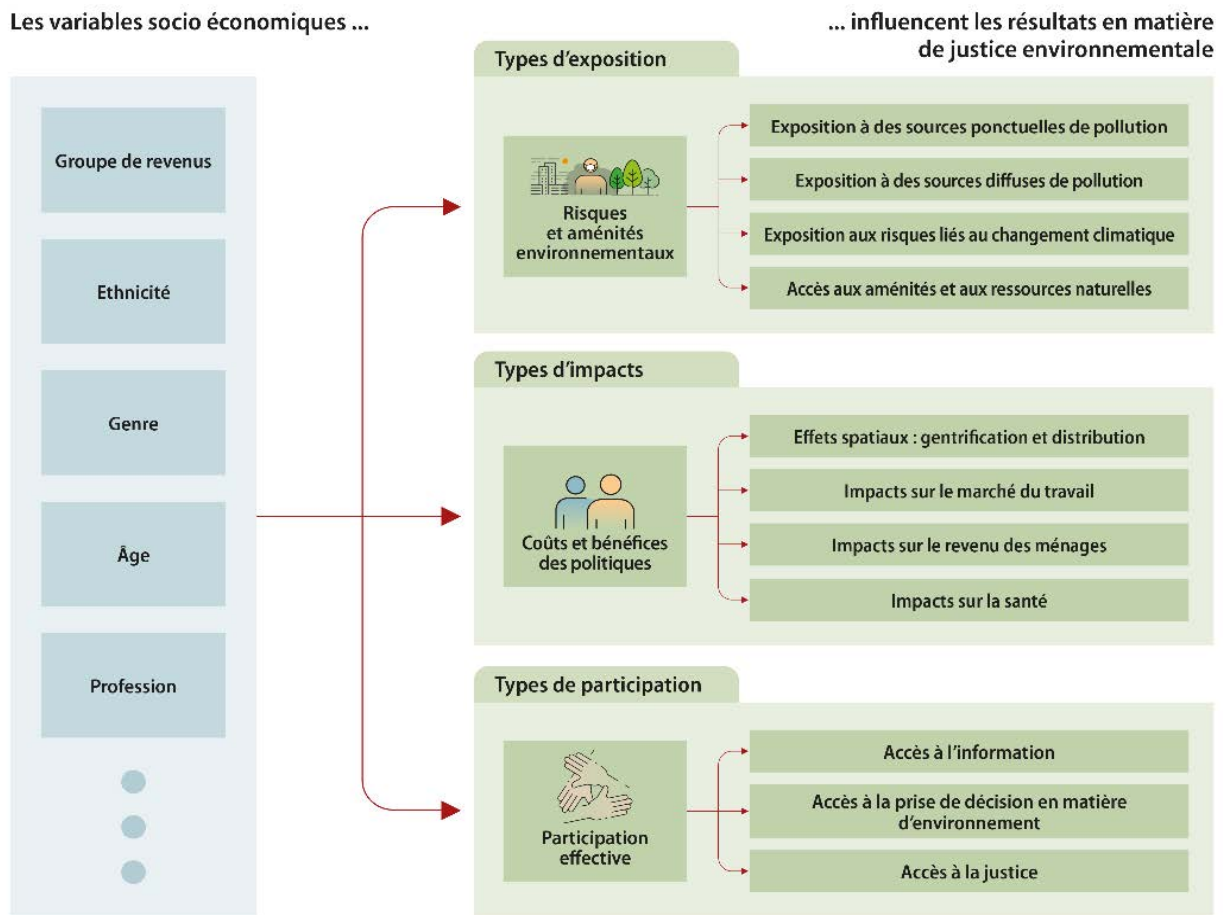 Les variables socio économiques ...
... influencent les résultats en matière
de justice environnementale
Groupe de revenus
Ethnicité
Genre
Âge
Profession
Types d'exposition
Risques
et aménités
environnementaux
Exposition à des sources ponctuelles de pollution
Exposition à des sources diffuses de pollution
Exposition aux risques liés au changement climatique
Accès aux aménités et aux ressources naturelles
Types d'impacts
Coûts et bénéfices
des politiques
Effets spatiaux : gentrification et distribution
Impacts sur le marché du travail
Impacts sur le revenu des ménages
Impacts sur la santé
Types de participation
Participation
effective
Accès à l'information
Accès à la prise de décision en matière
d'environnement
Accès à la justice